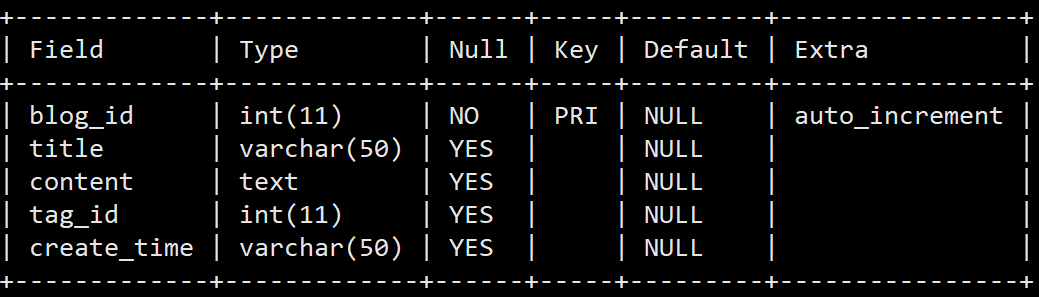 +-------------+-------------+------+-----+---------+----------------+
| Field       | Type        | Null | Key | Default | Extra          |
+-------------+-------------+------+-----+---------+----------------+
| blog_id     | int(11)     | NO   | PRI | NULL    | auto_increment |
| title       | varchar(50) | YES  |     | NULL    |                |
| content     | text        | YES  |     | NULL    |                |
| tag_id      | int(11)     | YES  |     | NULL    |                |
| create_time | varchar(50) | YES  |     | NULL    |                |
+-------------+-------------+------+-----+---------+----------------+